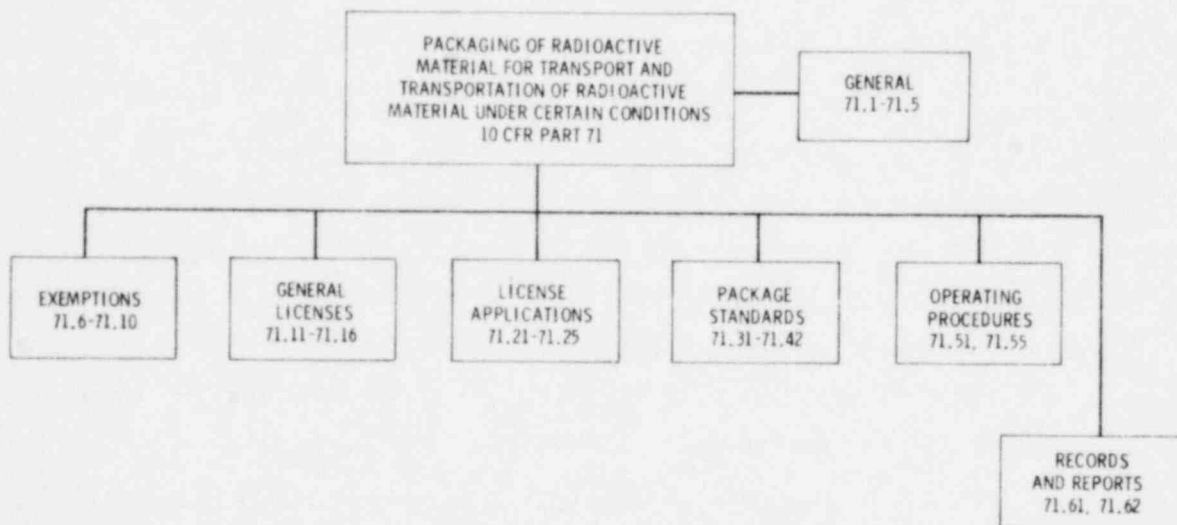 PACKAGING OF RADIOACTIVE
MATERIAL FOR TRANSPORT AND
TRANSPORTATION OF RADIOACTIVE
MATERIAL UNDER CERTAIN CONDITIONS
10 CFR PART 71
GENERAL
71.1-71.5
EXEMPTIONS
71.6-71.10
GENERAL
LICENSES
71.11-71.16
LICENSE
APPLICATIONS
71.21-71.25
PACKAGE
STANDARDS
71.31-71.42
OPERATING
PROCEDURES
71.51, 71.55
RECORDS
AND REPORTS
71.61, 71.62